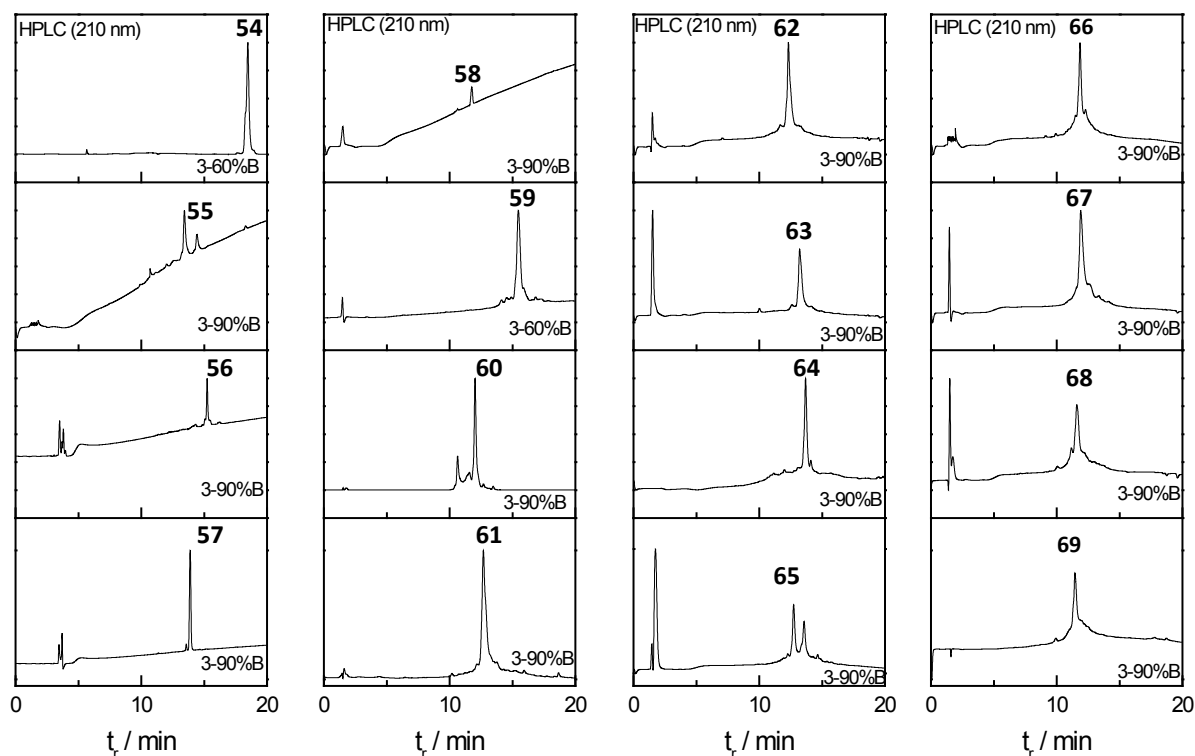 HPLC (210 nm)
54
3-60%B
55
3-90%B
56
3-90%B
57
3-90%B
0 10 20
t_r / min
HPLC (210 nm)
58
3-90%B
59
3-60%B
60
3-90%B
61
3-90%B
0 10 20
t_r / min
HPLC (210 nm)
62
3-90%B
63
3-90%B
64
3-90%B
65
3-90%B
0 10 20
t_r / min
HPLC (210 nm)
66
3-90%B
67
3-90%B
68
3-90%B
69
3-90%B
0 10 20
t_r / min